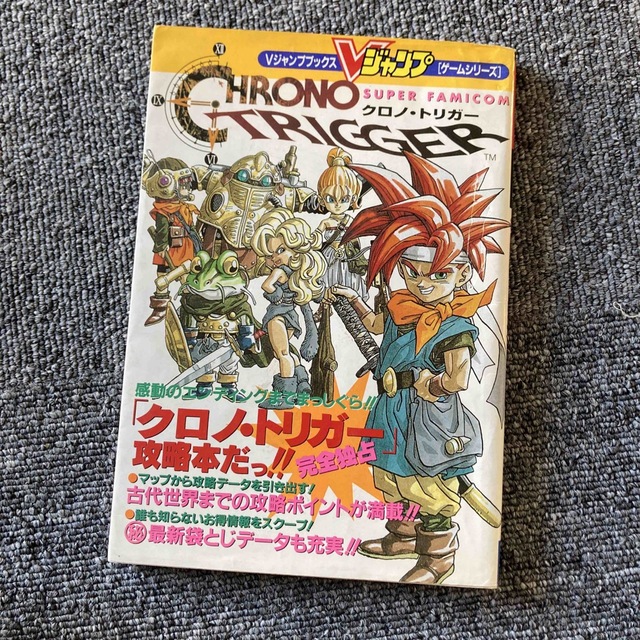 Vジャンプブックス
Vジャンプ
[ゲームシリーズ]
XII
IX
VI
CHRONO
TRIGGER
TM
SUPER FAMICOM
クロノ・トリガー
感動のエンディングまでまっしぐら!!
「クロノ・トリガー」
攻略本だっ!!
完全独占
●マップから攻略データを引き出す!
古代世界までの攻略ポイントが満載!!
●誰も知らないお得情報をスクープ!
㊙最新袋とじデータも充実!!